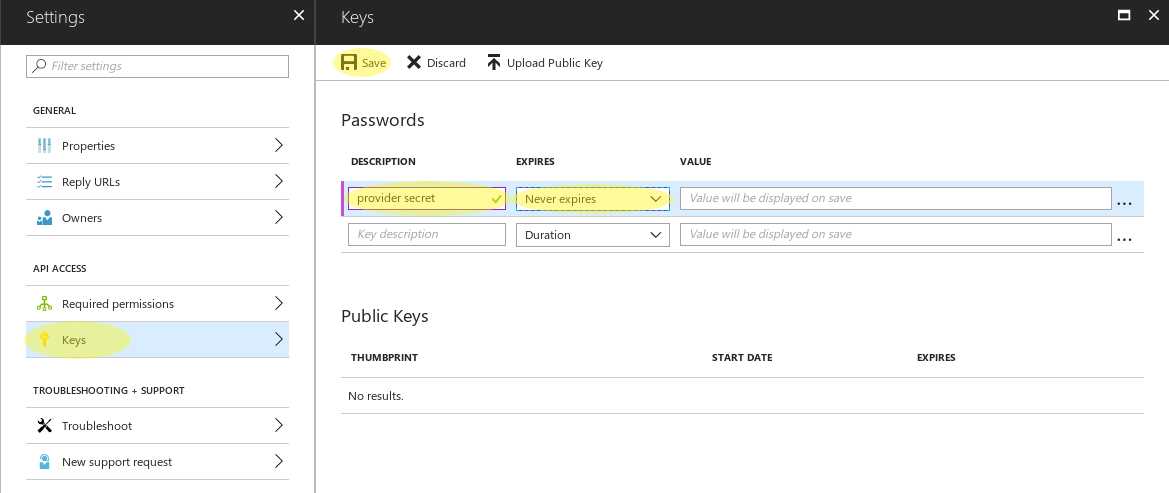 Settings
Filter settings
GENERAL
Properties
Reply URLs
Owners
API ACCESS
Required permissions
Keys
TROUBLESHOOTING + SUPPORT
Troubleshoot
New support request
Keys
Save Discard Upload Public Key
Passwords
DESCRIPTION EXPIRES VALUE
provider secret Never expires Value will be displayed on save ...
Key description Duration Value will be displayed on save ...
Public Keys
THUMBPRINT START DATE EXPIRES
No results.